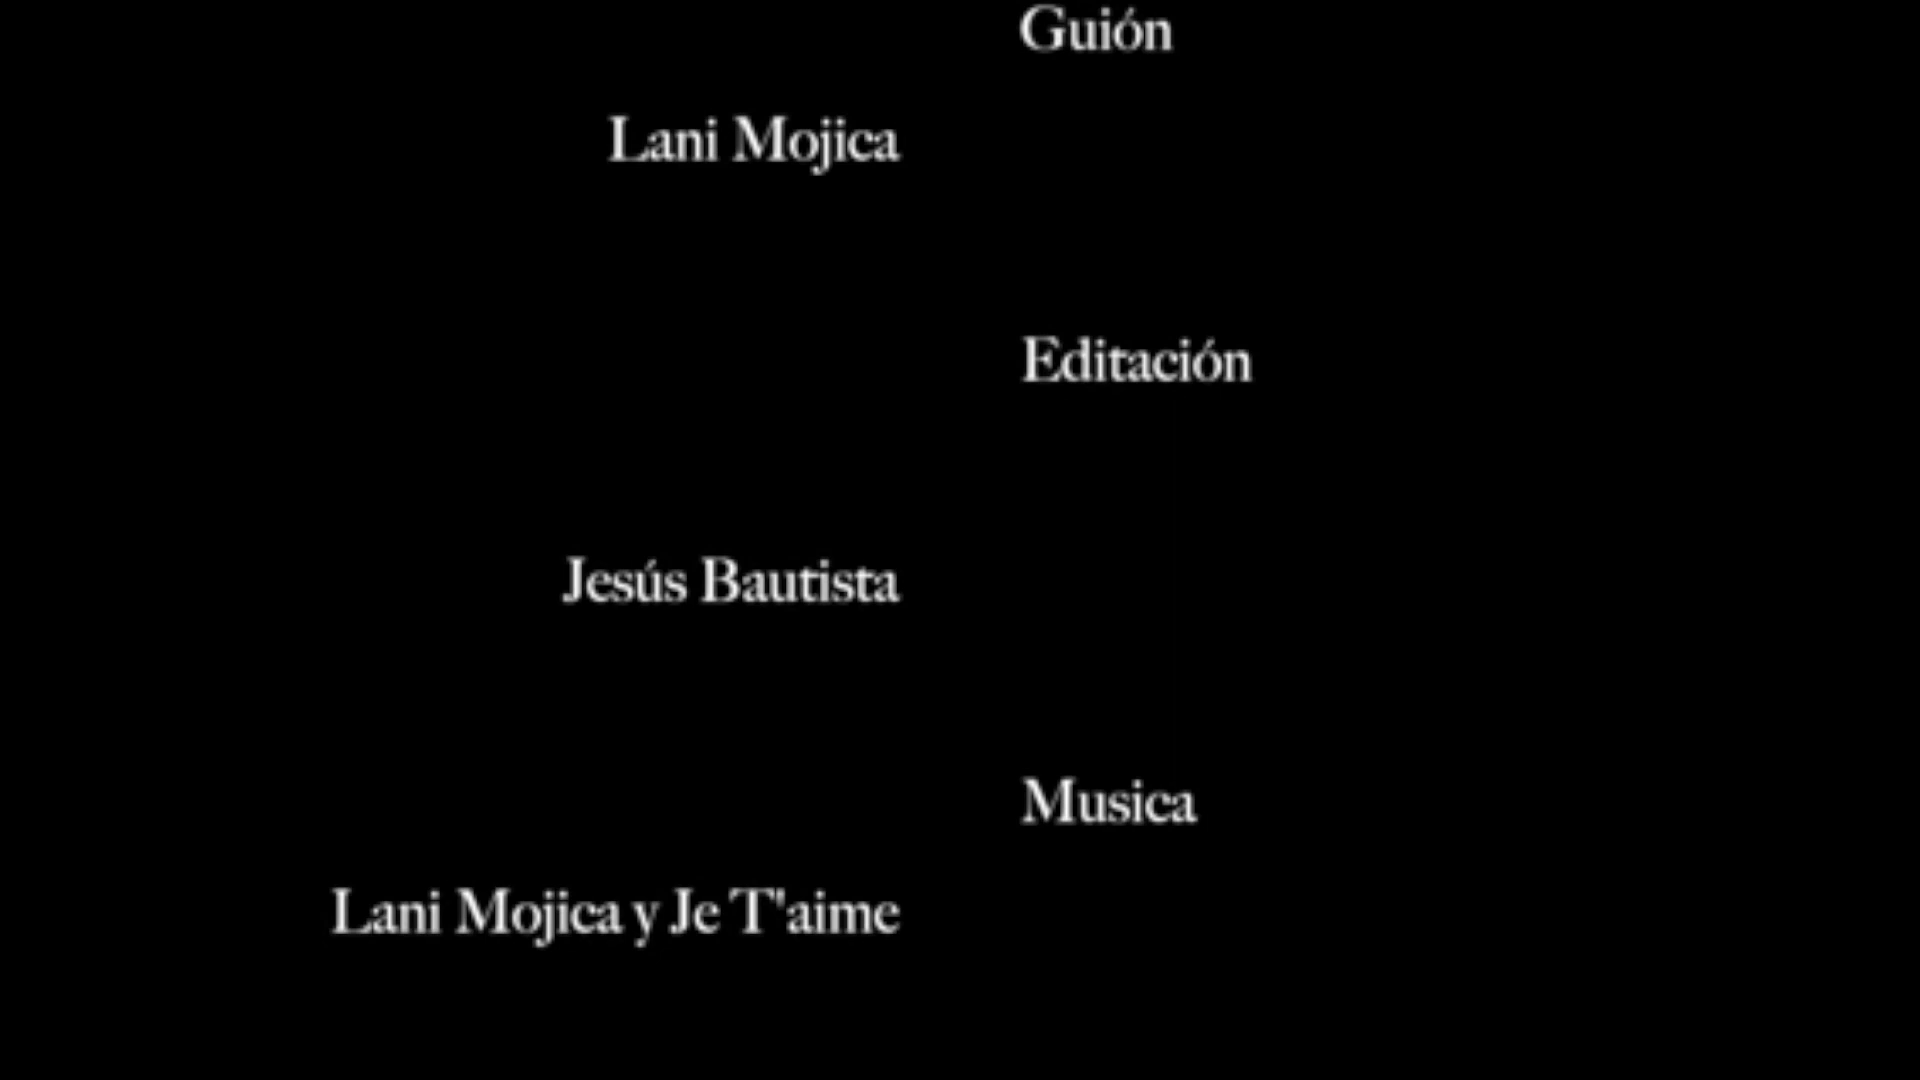 Guión
Lani Mojica
Editación
Jesús Bautista
Musica
Lani Mojica y Je T'aime